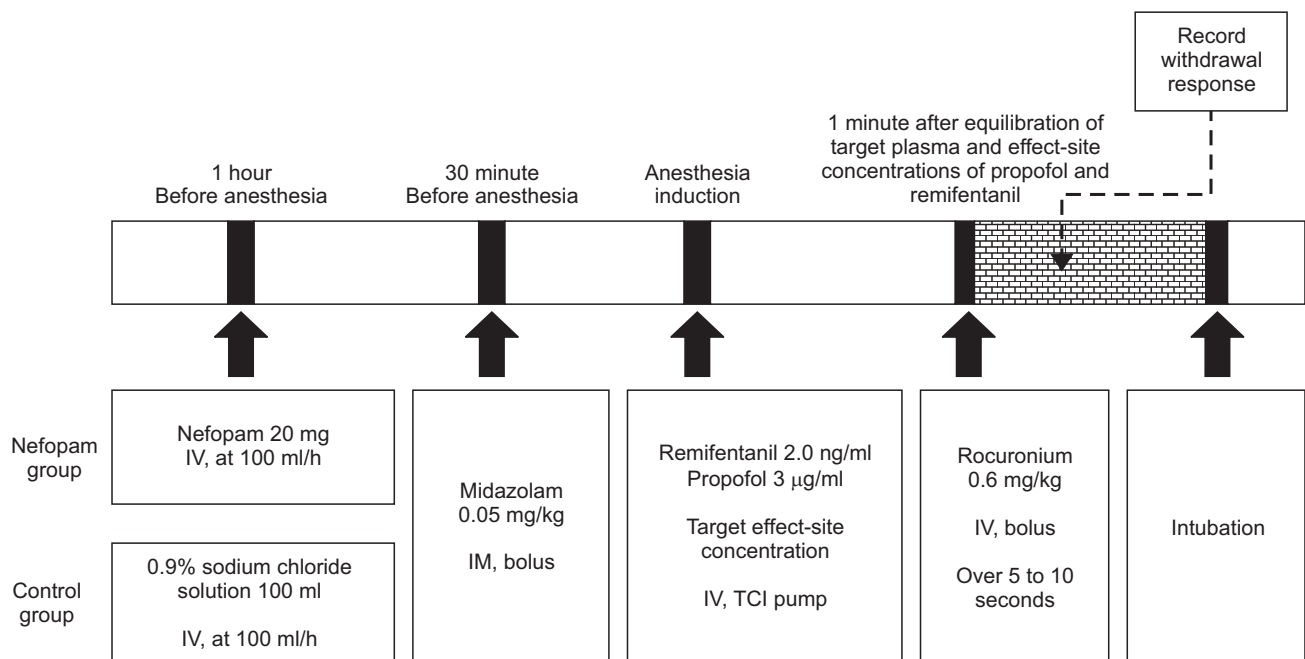 Record
withdrawal
response
1 minute after equilibration of
target plasma and effect-site
concentrations of propofol and
remifentanil
1 hour
Before anesthesia
30 minute
Before anesthesia
Anesthesia
induction
Nefopam
group
Nefopam 20 mg
IV, at 100 ml/h
Control
group
0.9% sodium chloride
solution 100 ml
IV, at 100 ml/h
Midazolam
0.05 mg/kg
IM, bolus
Remifentanil 2.0 ng/ml
Propofol 3 μg/ml
Target effect-site
concentration
IV, TCI pump
Rocuronium
0.6 mg/kg
IV, bolus
Over 5 to 10
seconds
Intubation